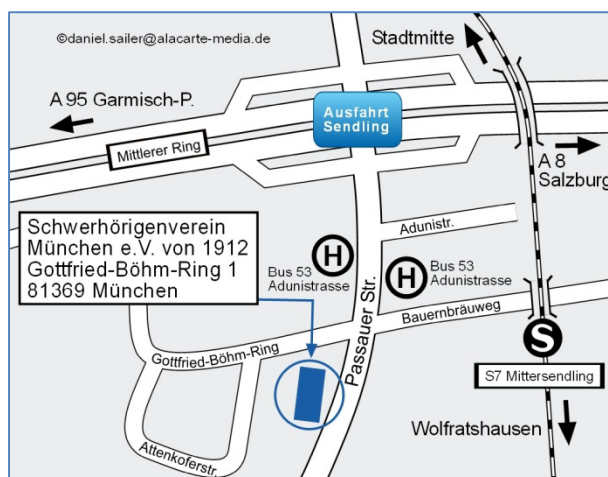 ©daniel.sailer@alacarte-media.de
Stadtmitte
A 95 Garmisch-P.
Ausfahrt
Sendling
Mittlerer Ring
A 8
Salzburg
Schwerhörigenverein
München e.V. von 1912
Gottfried-Böhm-Ring 1
81369 München
Adunistr.
H
Bus 53
Adunistrasse
H
Bus 53
Adunistrasse
Passauer Str.
Bauernbräuweg
Gottfried-Böhm-Ring
S
S7 Mittersendling
Attenkoferstr.
Wolfratshausen